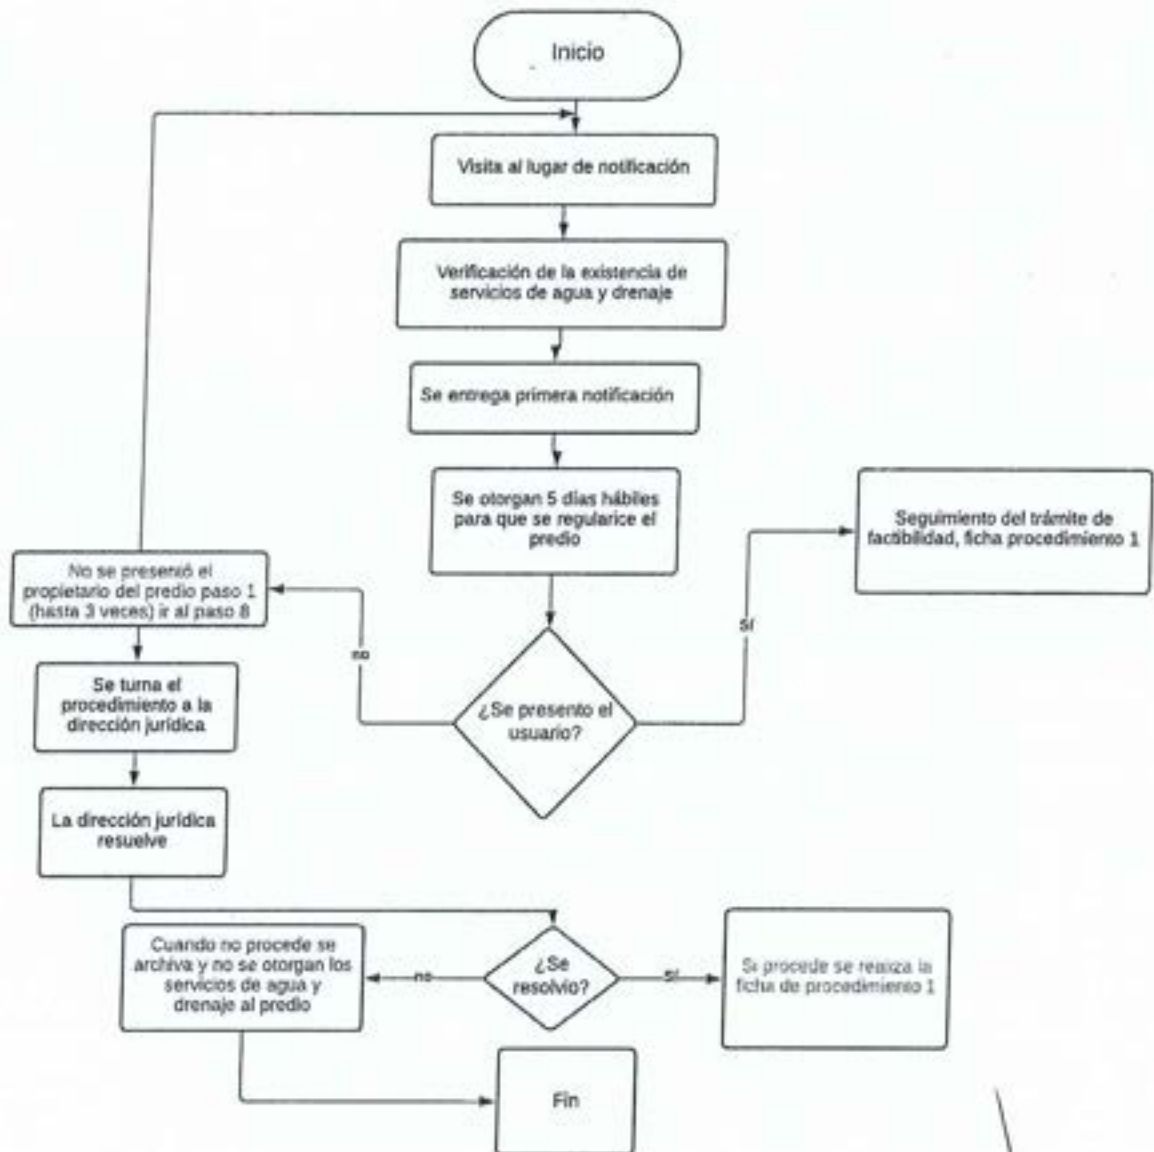 Inicio
Visita al lugar de notificación
Verificación de la existencia de
servicios de agua y drenaje
Se entrega primera notificación
Se otorgan 5 días hábiles
para que se regularice el
predio
Seguimiento del trámite de
factibilidad, ficha procedimiento 1
¿Se presento el
usuario?
Sí
no
No se presentó el
propietario del predio paso 1
(hasta 3 veces) ir al paso 8
Se turna el
procedimiento a la
dirección jurídica
La dirección jurídica
resuelve
¿Se
resolvio?
no
Sí
Cuando no procede se
archiva y no se otorgan los
servicios de agua y
drenaje al predio
Si procede se realiza la
ficha de procedimiento 1
Fin